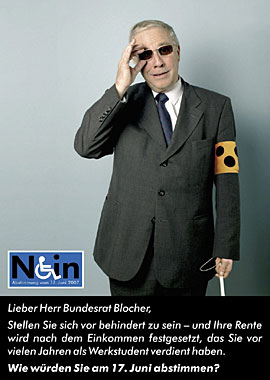 Nein
Abstimmung vom 17. Juni 2007
Lieber Herr Bundesrat Blocher,
Stellen Sie sich vor behindert zu sein – und Ihre Rente
wird nach dem Einkommen festgesetzt, das Sie vor
vielen Jahren als Werkstudent verdient haben.
Wie würden Sie am 17. Juni abstimmen?